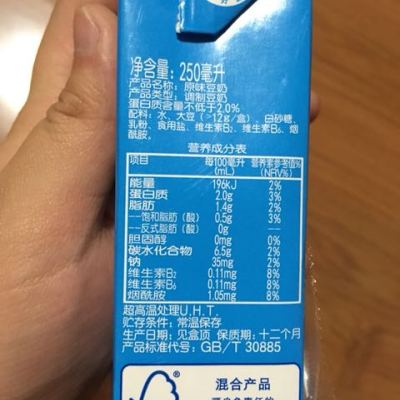 净含量: 250毫升
产品名称: 原味豆奶
产品类型: 调制豆奶
蛋白质含量不低于2.0%
配料: 水、大豆 (>12g/盒)、白砂糖、
乳粉、食用盐、维生素B₂、维生素B₆、烟
酰胺。
营养成分表
项目 每100毫升(mL) 营养素参考值%(NRV%)
能量 196kJ 2%
蛋白质 2.0g 3%
脂肪 1.4g 2%
--饱和脂肪 (酸) 0.5g 3%
--反式脂肪 (酸) 0g --
胆固醇 0mg 0%
碳水化合物 6.5g 2%
钠 35mg 2%
维生素B₂ 0.11mg 8%
维生素B₆ 0.11mg 8%
烟酰胺 1.05mg 8%
超高温处理U.H.T.
贮存条件: 常温保存
生产日期: 见盒顶 保质期: 十二个月
产品标准代号: GB/T 30885
混合产品